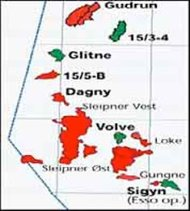 Gudrun
15/3-4
Glitne
15/5-B
Dagny
Sleipner Vest
Volve
Loke
Sleipner Øst
Gungne
Sigyn
(Esso op.)